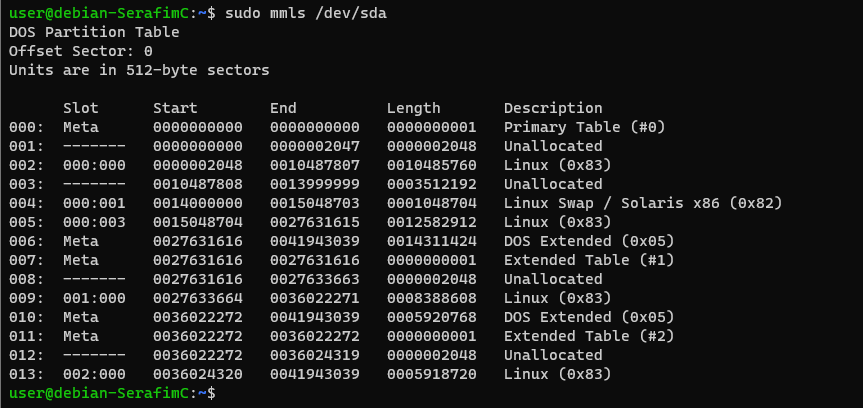 user@debian-SerafimC:~$ sudo mmls /dev/sda
DOS Partition Table
Offset Sector: 0
Units are in 512-byte sectors

      Slot      Start        End          Length       Description
000:  Meta      0000000000   0000000000   0000000001   Primary Table (#0)
001:  -------   0000000000   0000002047   0000002048   Unallocated
002:  000:000   0000002048   0010487807   0010485760   Linux (0x83)
003:  -------   0010487808   0013999999   0003512192   Unallocated
004:  000:001   0014000000   0015048703   0001048704   Linux Swap / Solaris x86 (0x82)
005:  000:003   0015048704   0027631615   0012582912   Linux (0x83)
006:  Meta      0027631616   0041943039   0014311424   DOS Extended (0x05)
007:  Meta      0027631616   0027631616   0000000001   Extended Table (#1)
008:  -------   0027631616   0027633663   0000002048   Unallocated
009:  001:000   0027633664   0036022271   0008388608   Linux (0x83)
010:  Meta      0036022272   0041943039   0005920768   DOS Extended (0x05)
011:  Meta      0036022272   0036022272   0000000001   Extended Table (#2)
012:  -------   0036022272   0036024319   0000002048   Unallocated
013:  002:000   0036024320   0041943039   0005918720   Linux (0x83)
user@debian-SerafimC:~$